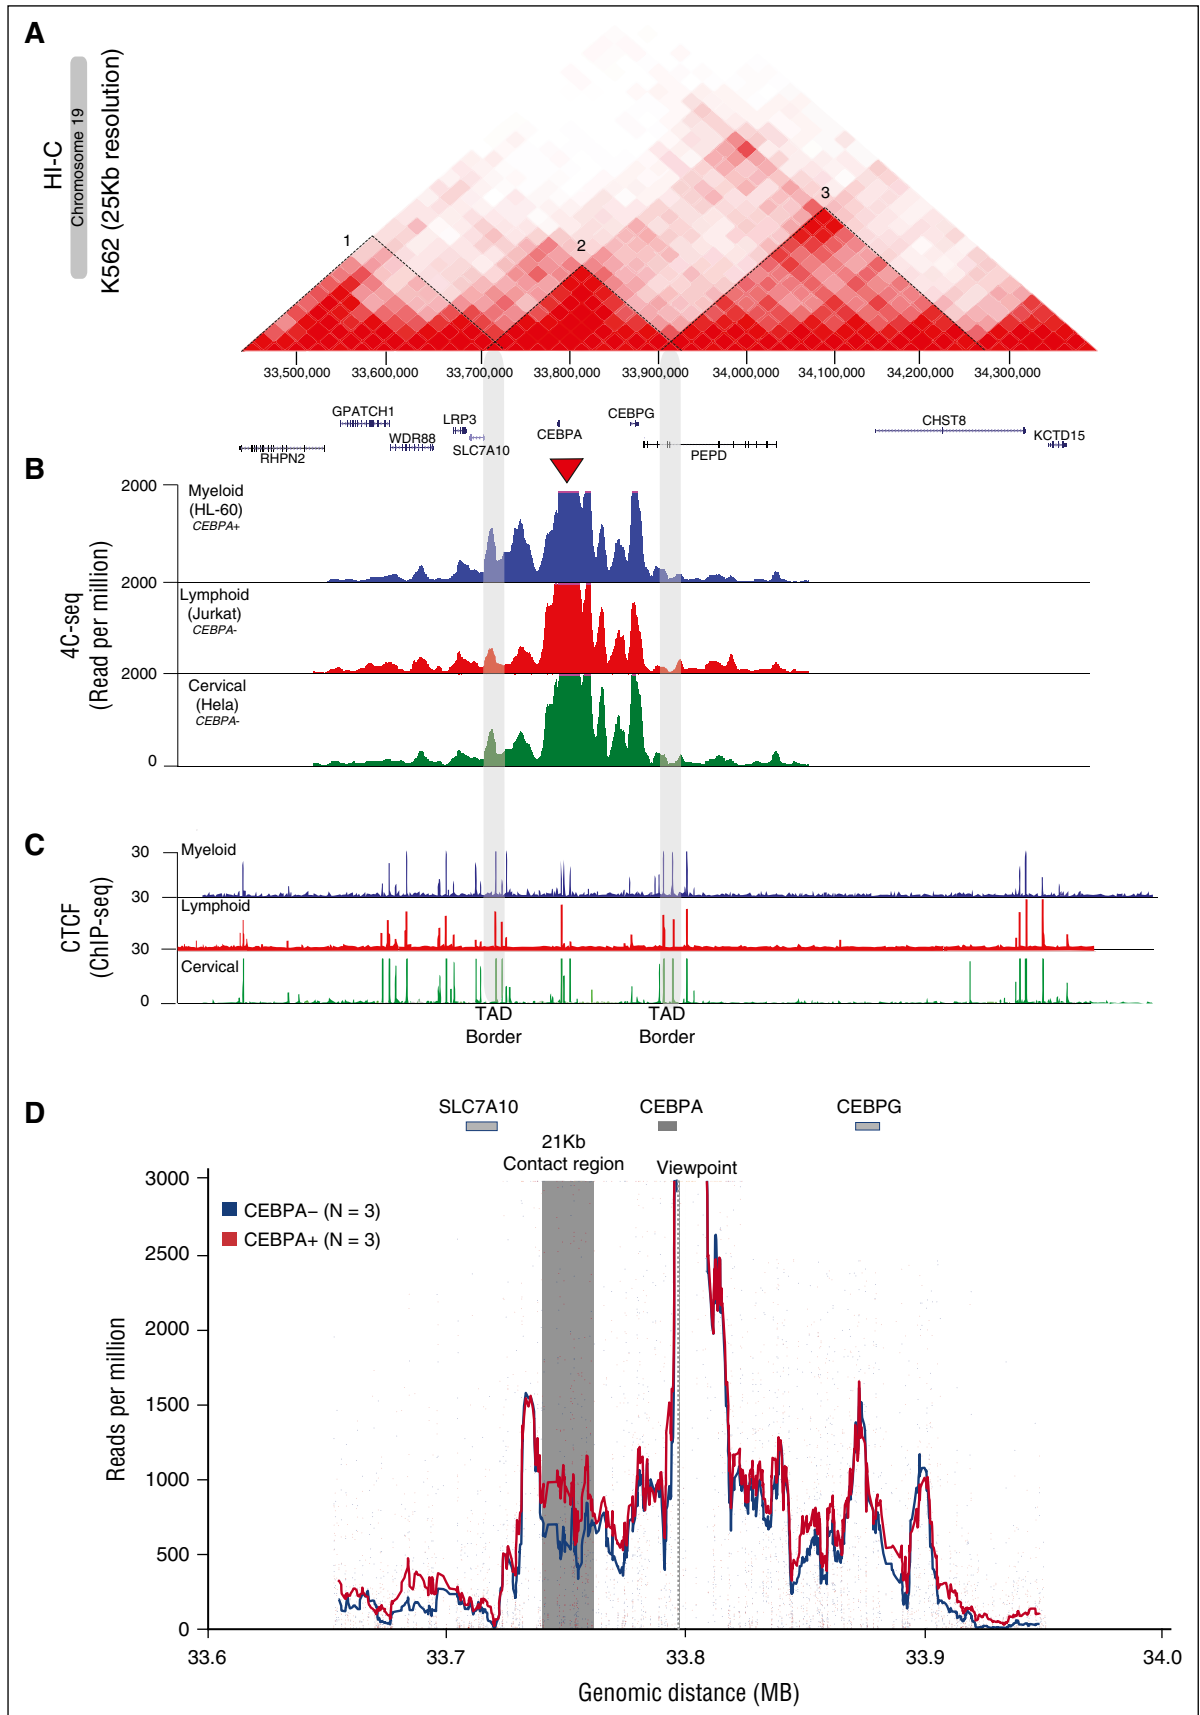 A
HI-C
Chromosome 19
K562 (25Kb resolution)
1
2
3
33,500,000 33,600,000 33,700,000 33,800,000 33,900,000 34,000,000 34,100,000 34,200,000 34,300,000
GPATCH1 LRP3 CEBPG CHST8
WDR88 CEBPA KCTD15
RHPN2 SLC7A10 PEPD
B
4C-seq
(Read per million)
2000
Myeloid
(HL-60)
CEBPA+
2000
Lymphoid
(Jurkat)
CEBPA-
2000
Cervical
(Hela)
CEBPA-
0
C
CTCF
(ChIP-seq)
30
Myeloid
30
Lymphoid
30
Cervical
0
TAD TAD
Border Border
D
SLC7A10 CEBPA CEBPG
21Kb
Contact region Viewpoint
CEBPA− (N = 3)
CEBPA+ (N = 3)
Reads per million
3000
2500
2000
1500
1000
500
0
33.6 33.7 33.8 33.9 34.0
Genomic distance (MB)